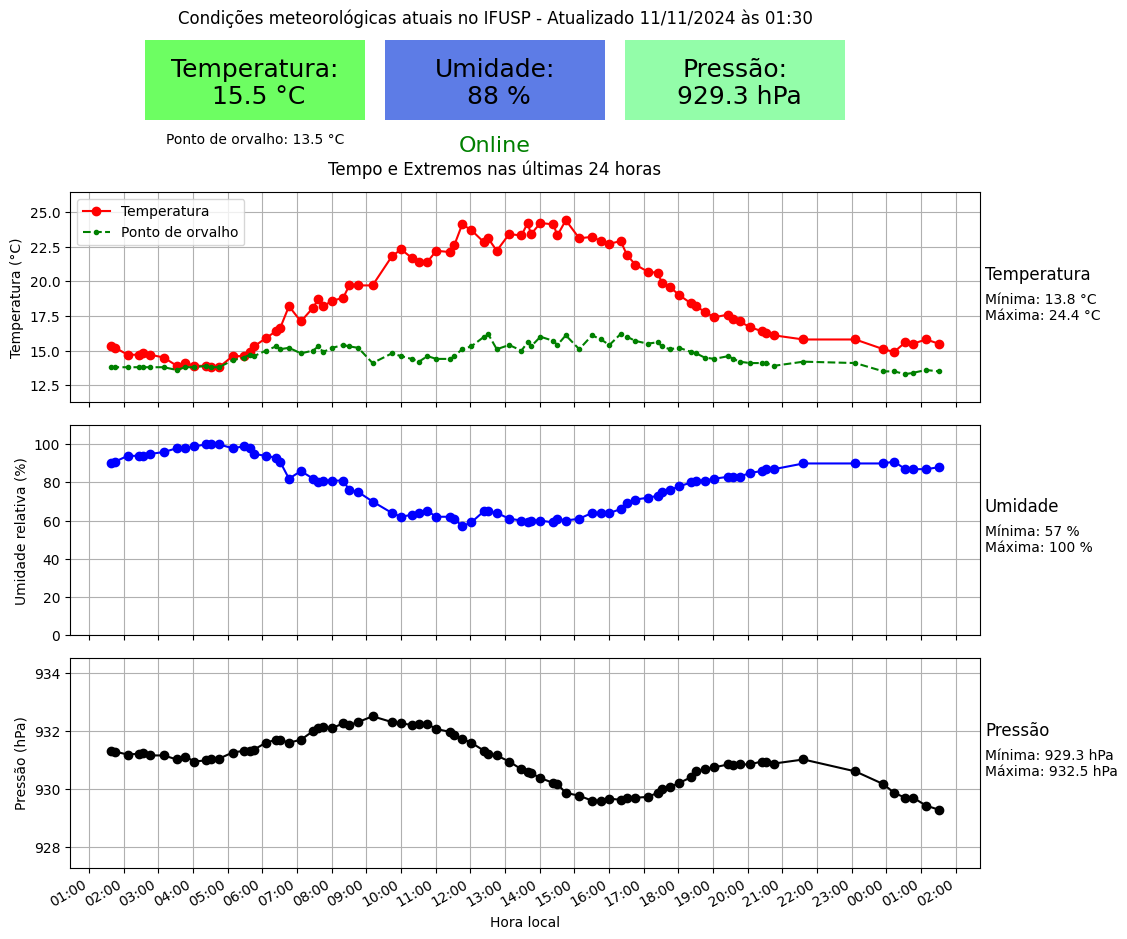 Condições meteorológicas atuais no IFUSP - Atualizado 11/11/2024 às 01:30
Temperatura:
15.5 °C
Umidade:
88 %
Pressão:
929.3 hPa
Ponto de orvalho: 13.5 °C
Online
Tempo e Extremos nas últimas 24 horas
Temperatura (°C)
25.0
22.5
20.0
17.5
15.0
12.5
Temperatura
Ponto de orvalho
Temperatura
Mínima: 13.8 °C
Máxima: 24.4 °C
Umidade relativa (%)
100
80
60
40
20
0
Umidade
Mínima: 57 %
Máxima: 100 %
Pressão (hPa)
934
932
930
928
Pressão
Mínima: 929.3 hPa
Máxima: 932.5 hPa
01:00 02:00 03:00 04:00 05:00 06:00 07:00 08:00 09:00 10:00 11:00 12:00 13:00 14:00 15:00 16:00 17:00 18:00 19:00 20:00 21:00 22:00 23:00 00:00 01:00 02:00
Hora local